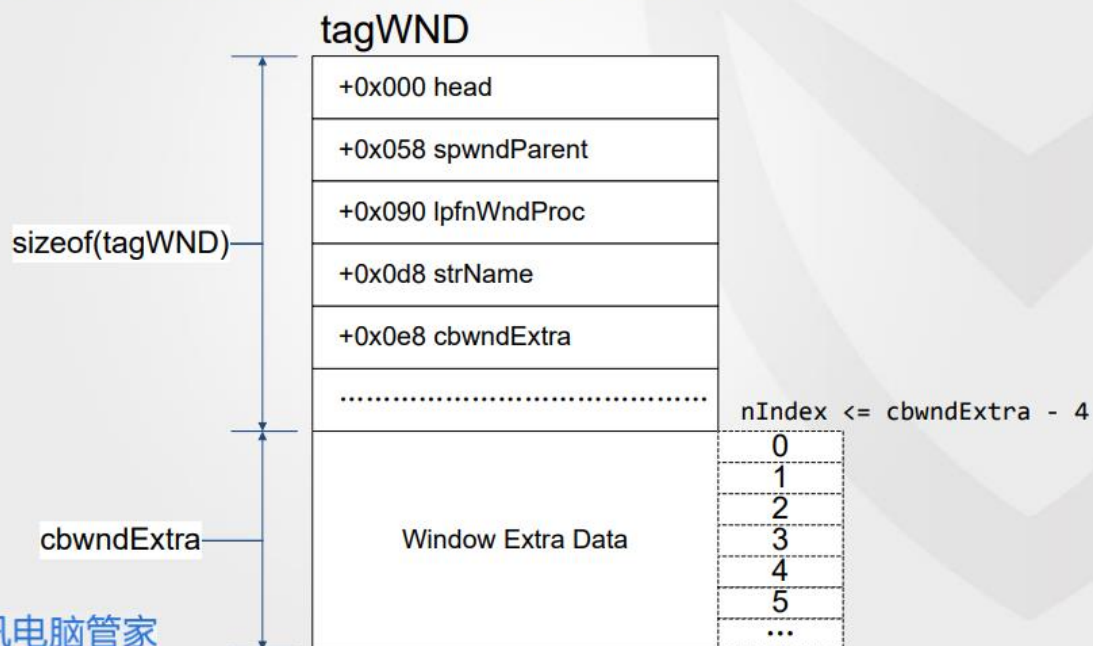 tagWND
+0x000 head
+0x058 spwndParent
+0x090 lpfnWndProc
sizeof(tagWND)
+0x0d8 strName
+0x0e8 cbwndExtra
........................................
nIndex <= cbwndExtra - 4
0
1
2
cbwndExtra
Window Extra Data
3
4
5
...
电脑管家